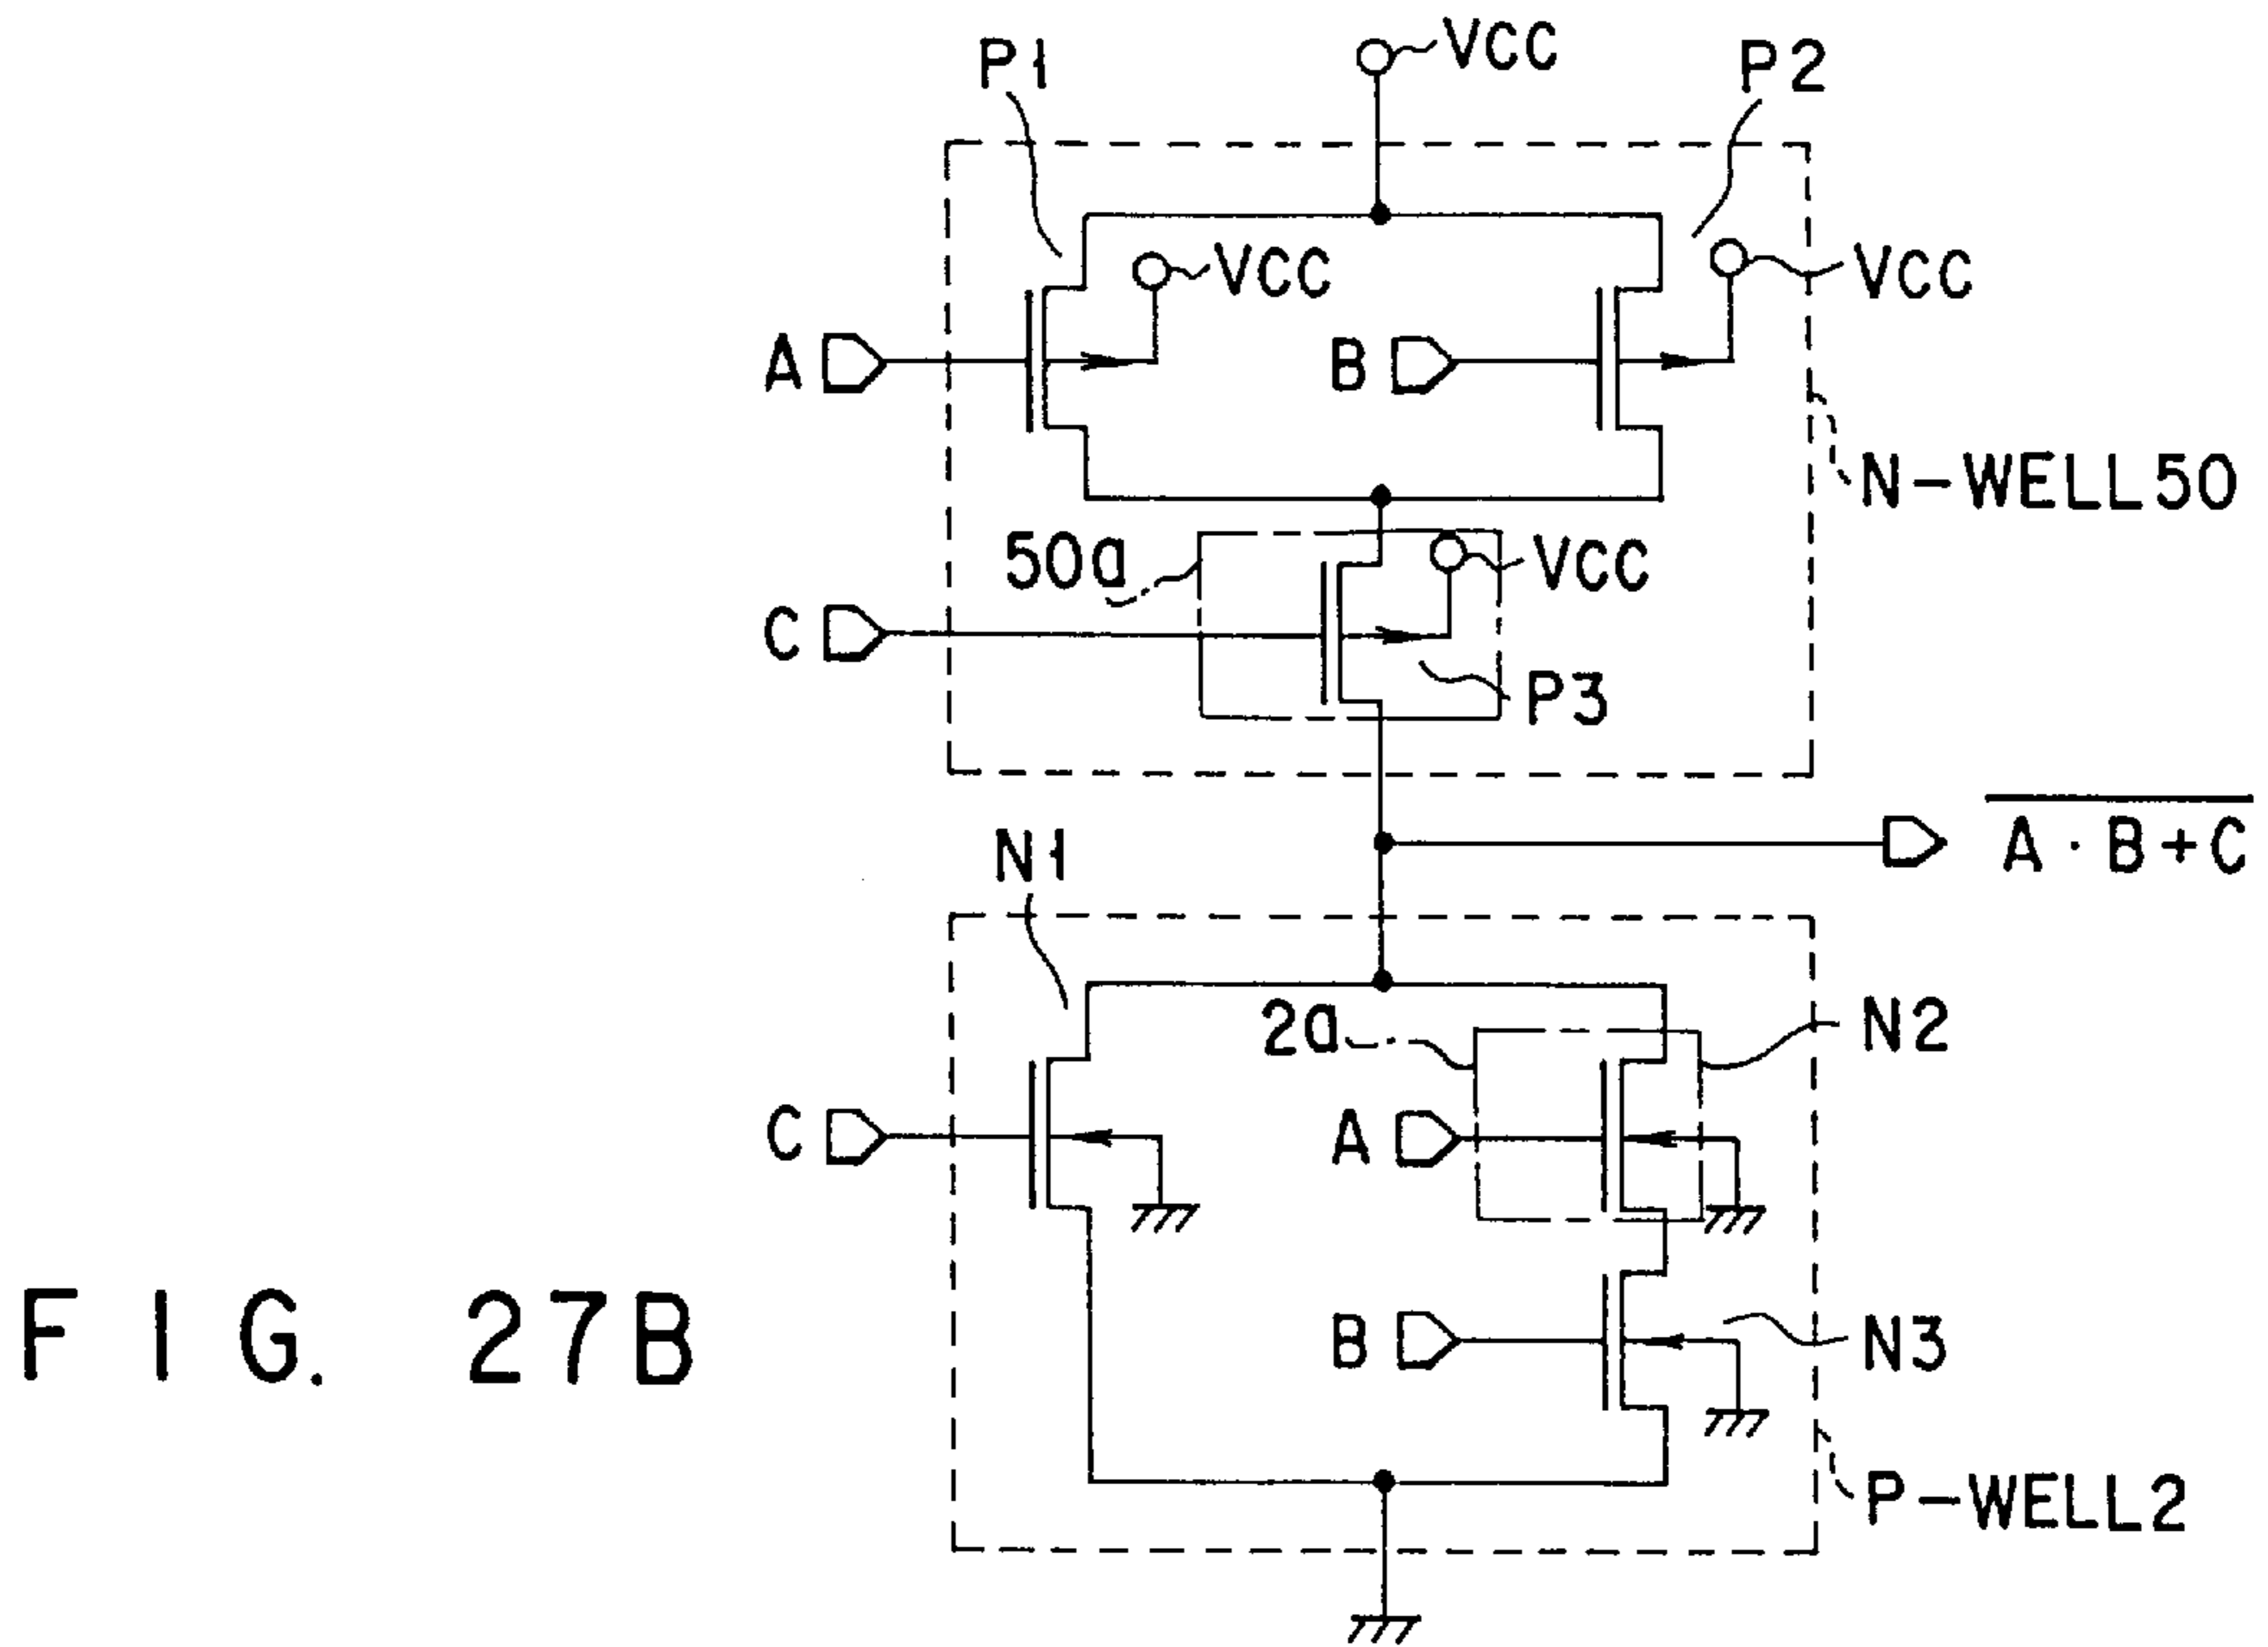 P1
VCC
P2
VCC
VCC
A
B
N-WELL50
50a
VCC
C
P3
A·B+C
N1
2a
N2
C
A
B
N3
FIG. 27B
P-WELL2